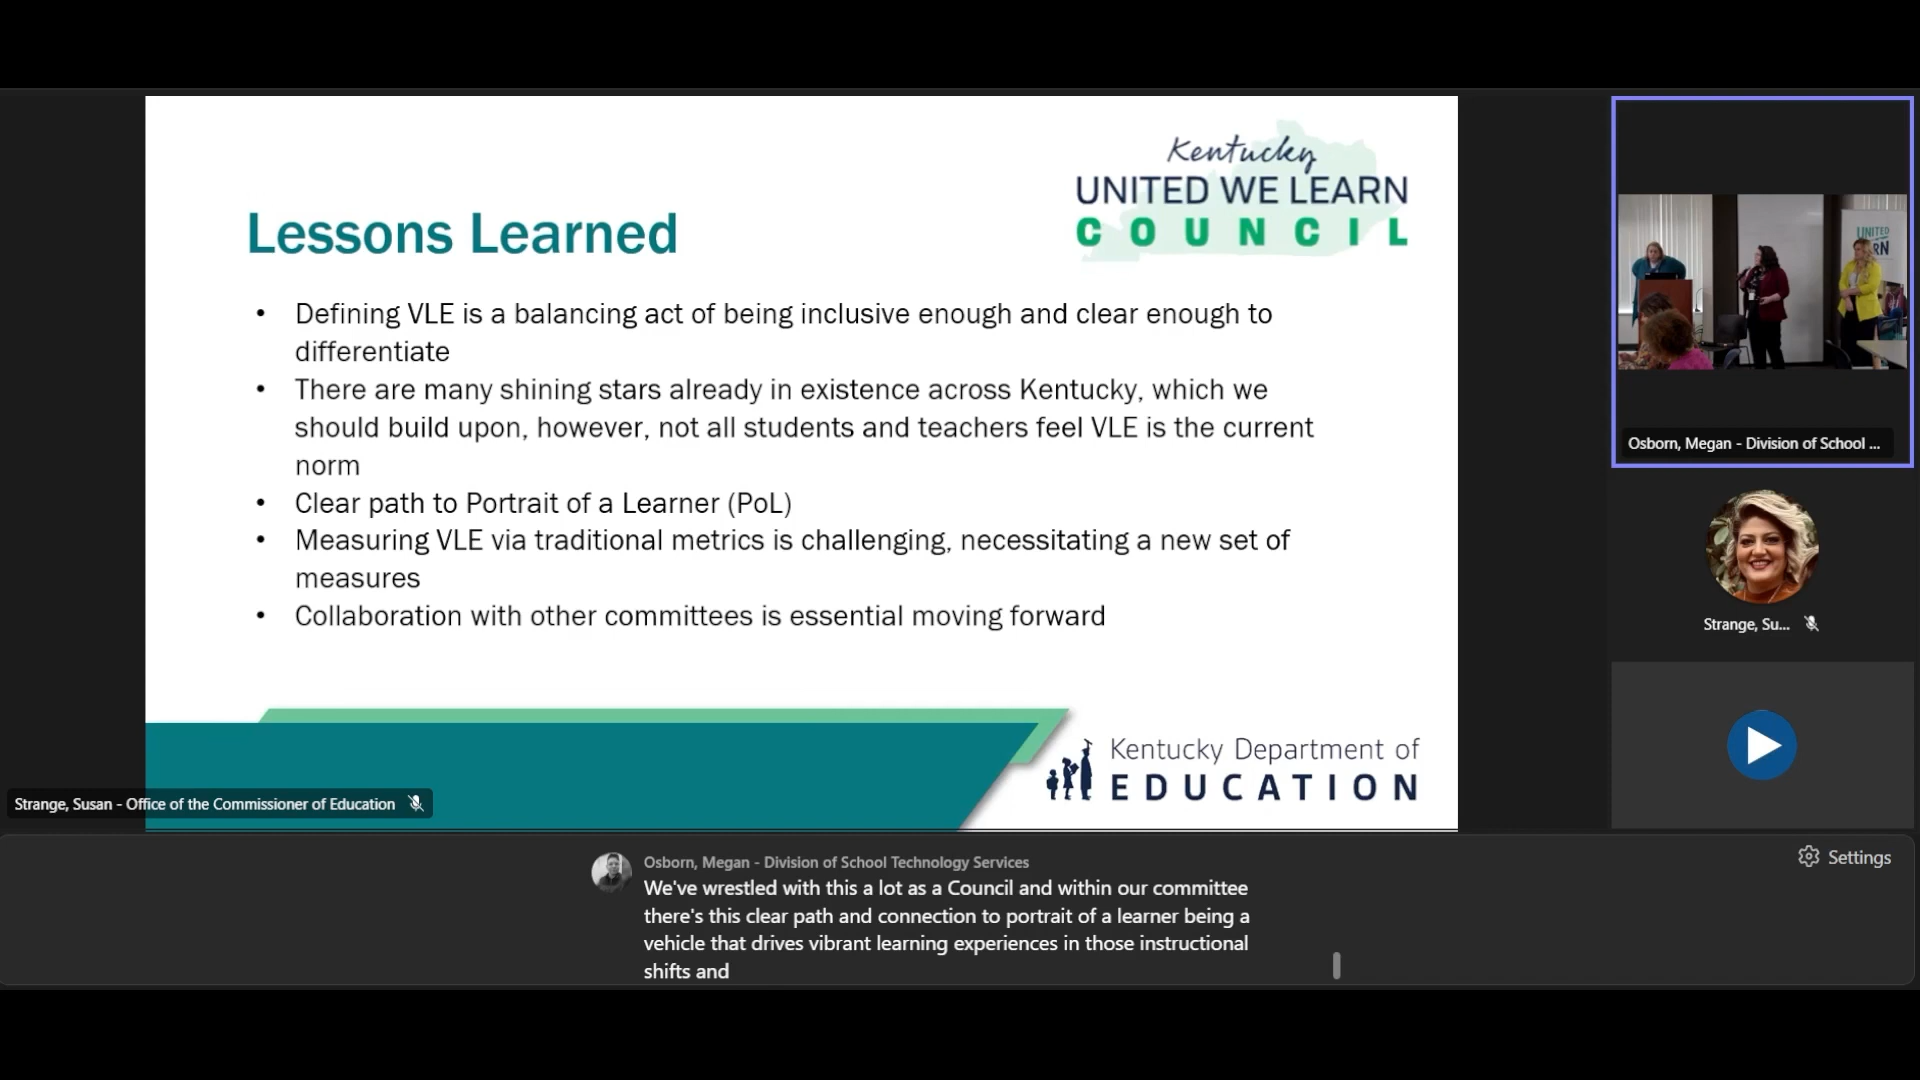 Kentucky
UNITED WE LEARN
COUNCIL
Lessons Learned
• Defining VLE is a balancing act of being inclusive enough and clear enough to
differentiate
• There are many shining stars already in existence across Kentucky, which we
should build upon, however, not all students and teachers feel VLE is the current
norm
• Clear path to Portrait of a Learner (PoL)
• Measuring VLE via traditional metrics is challenging, necessitating a new set of
measures
• Collaboration with other committees is essential moving forward
Kentucky Department of
EDUCATION
Strange, Susan - Office of the Commissioner of Education
UNITED
Osborn, Megan - Division of School ...
Strange, Su...
Settings
Osborn, Megan - Division of School Technology Services
We've wrestled with this a lot as a Council and within our committee
there's this clear path and connection to portrait of a learner being a
vehicle that drives vibrant learning experiences in those instructional
shifts and